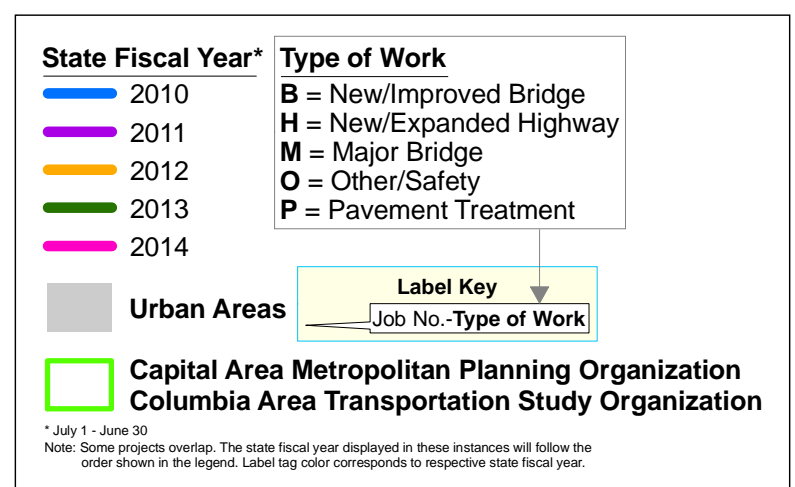 State Fiscal Year*
2010
2011
2012
2013
2014
Type of Work
B = New/Improved Bridge
H = New/Expanded Highway
M = Major Bridge
O = Other/Safety
P = Pavement Treatment
Urban Areas
Label Key
Job No.-Type of Work
Capital Area Metropolitan Planning Organization
Columbia Area Transportation Study Organization
* July 1 - June 30
Note: Some projects overlap. The state fiscal year displayed in these instances will follow the
order shown in the legend. Label tag color corresponds to respective state fiscal year.